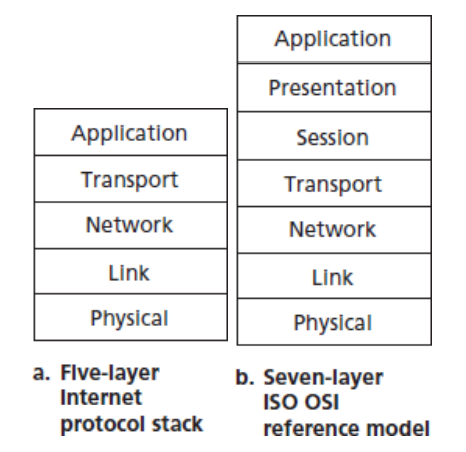 Application
Transport
Network
Link
Physical
a. Five-layer
Internet
protocol stack
Application
Presentation
Session
Transport
Network
Link
Physical
b. Seven-layer
ISO OSI
reference model